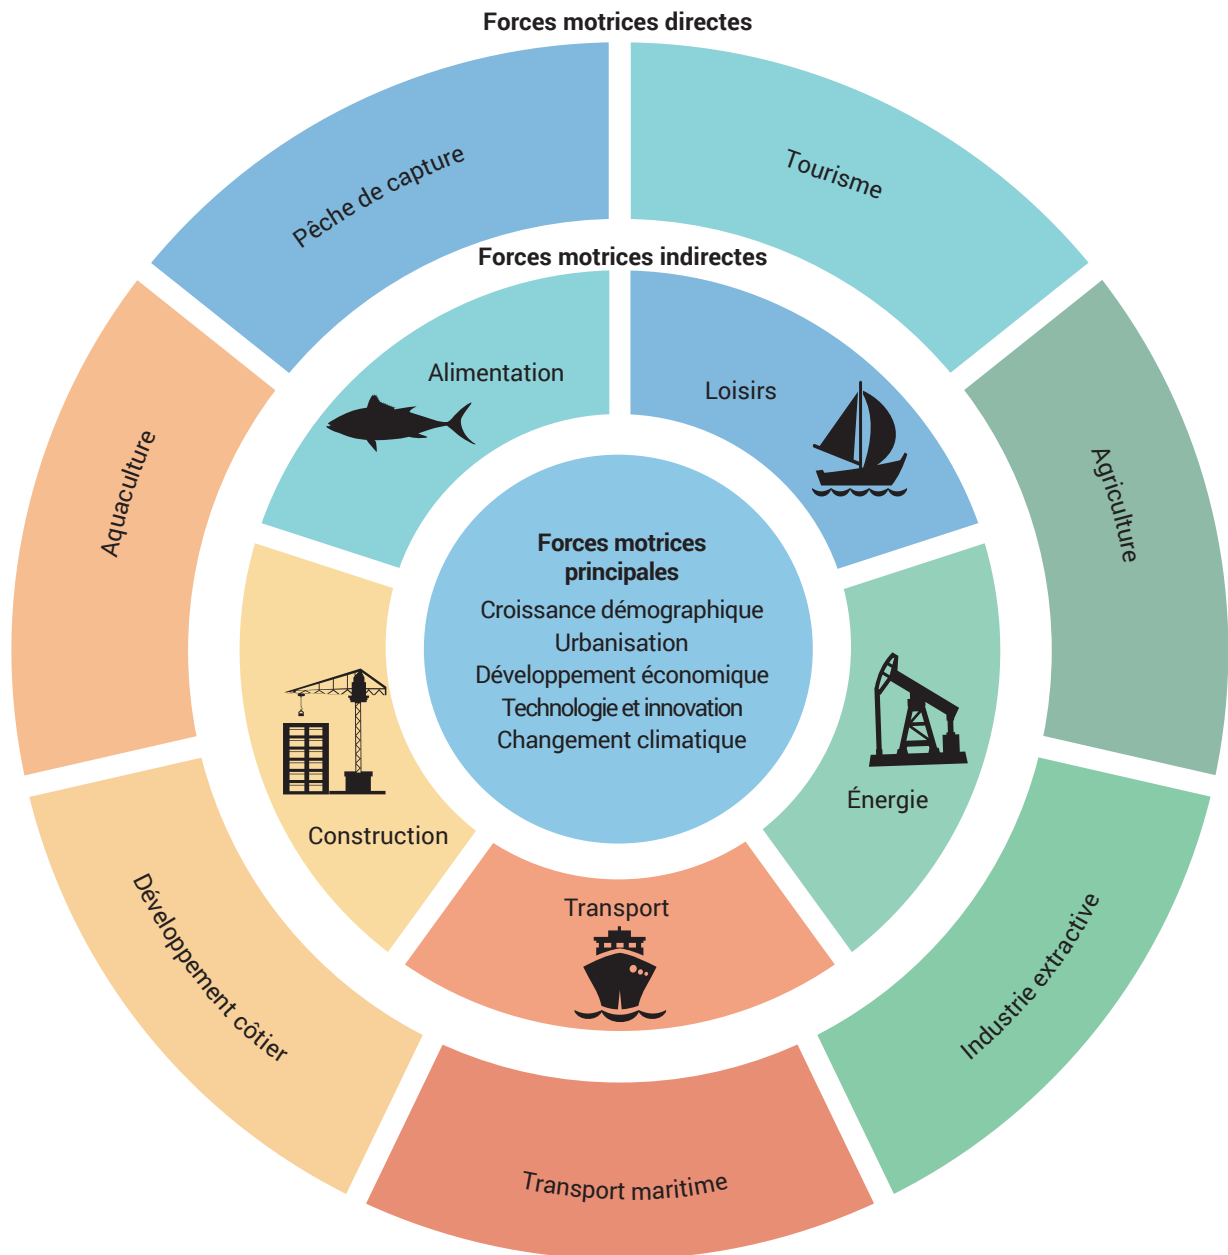 Forces motrices directes
Pêche de capture
Tourisme
Forces motrices indirectes
Alimentation
Loisirs
Aquaculture
Agriculture
Forces motrices
principales
Croissance démographique
Urbanisation
Développement économique
Technologie et innovation
Changement climatique
Énergie
Construction
Transport
Développement côtier
Industrie extractive
Transport maritime